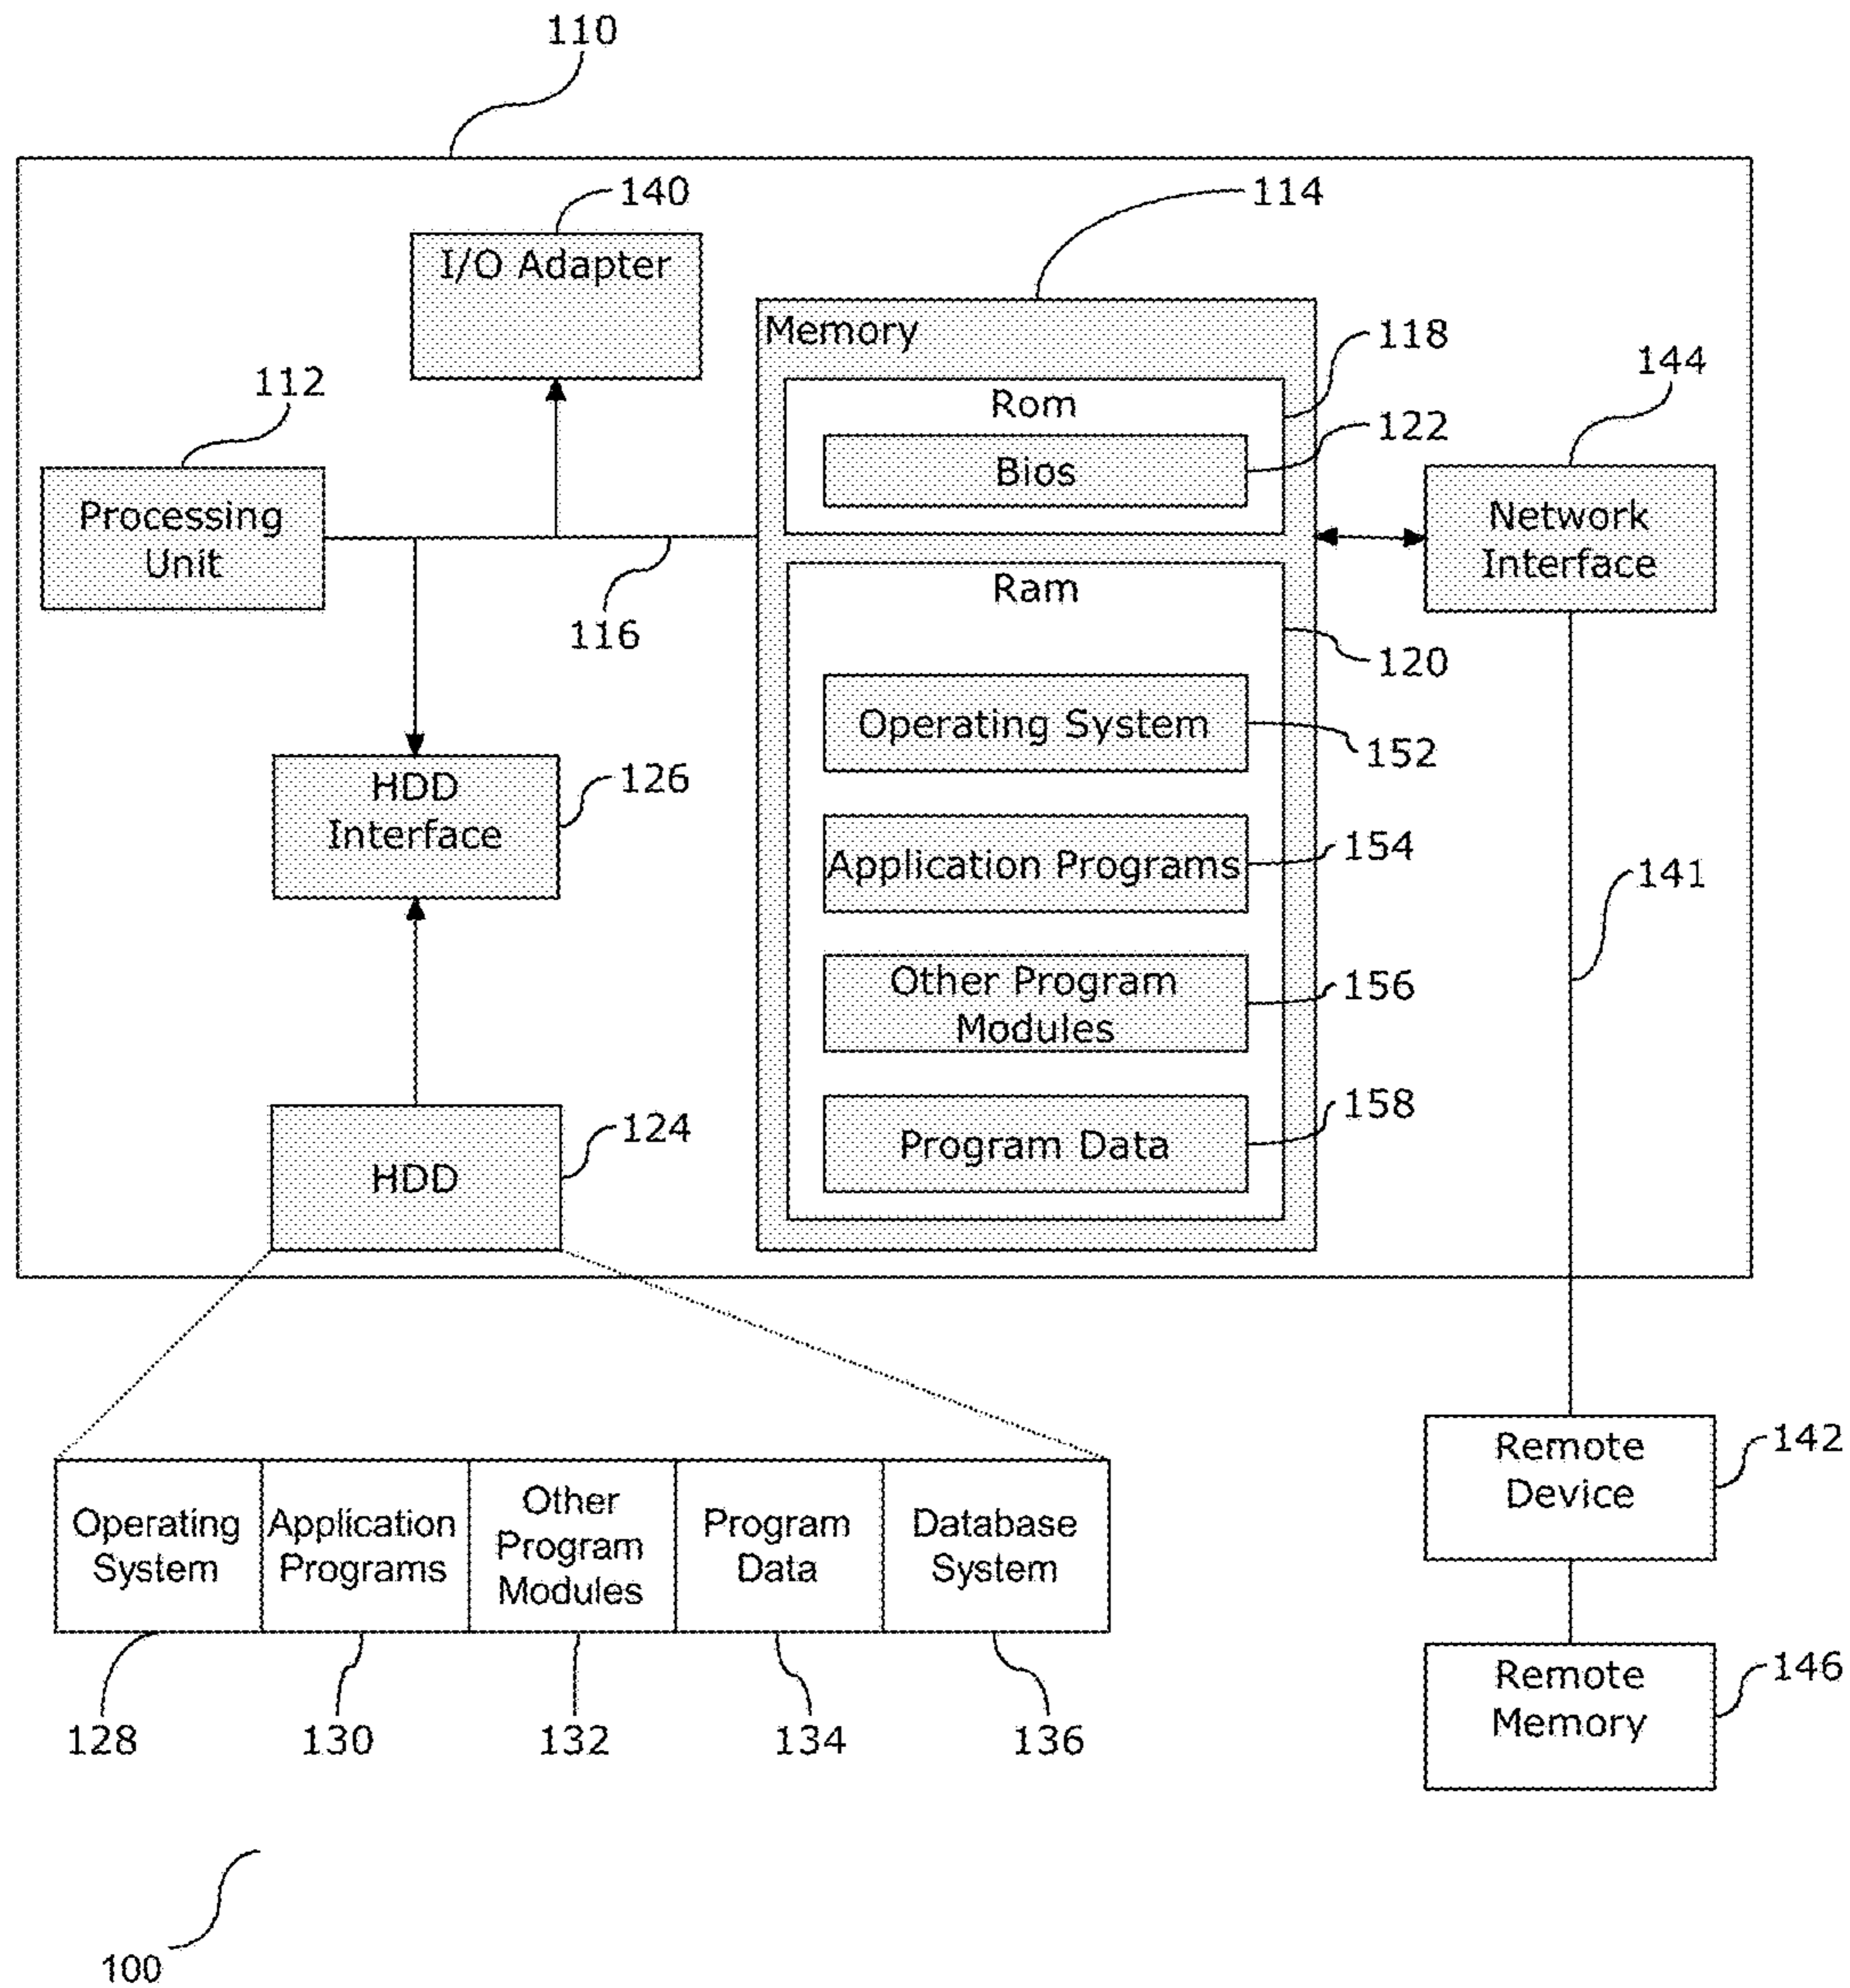 110
140
I/O Adapter
114
Memory
118
Rom
122
Bios
144
Network
Interface
112
Processing
Unit
116
Ram
120
Operating System
152
HDD
Interface
126
Application Programs
154
141
Other Program
Modules
156
Program Data
158
HDD
124
Operating
System
Application
Programs
Other
Program
Modules
Program
Data
Database
System
128
130
132
134
136
Remote
Device
142
Remote
Memory
146
100